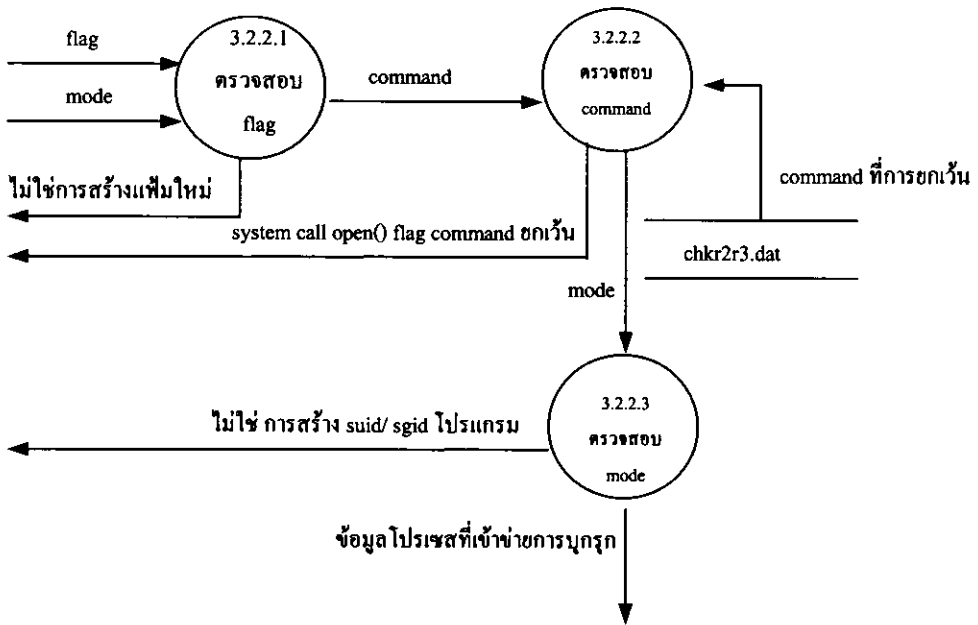 flag
mode
3.2.2.1
ตรวจสอบ
flag
command
3.2.2.2
ตรวจสอบ
command
command ที่การยกเว้น
chkr2r3.dat
ไม่ใช่การสร้างแฟ้มใหม่
system call open() flag command ยกเว้น
mode
3.2.2.3
ตรวจสอบ
mode
ไม่ใช่ การสร้าง suid/ sgid โปรแกรม
ข้อมูลโปรเซสที่เข้าข่ายการบุกรุก